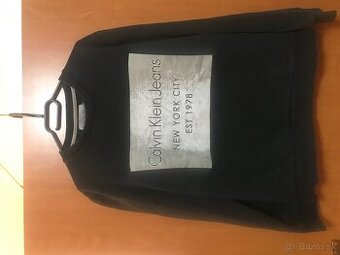 Calvin Klein Jeans
NEW YORK CITY
EST. 1978
Bazos.sk